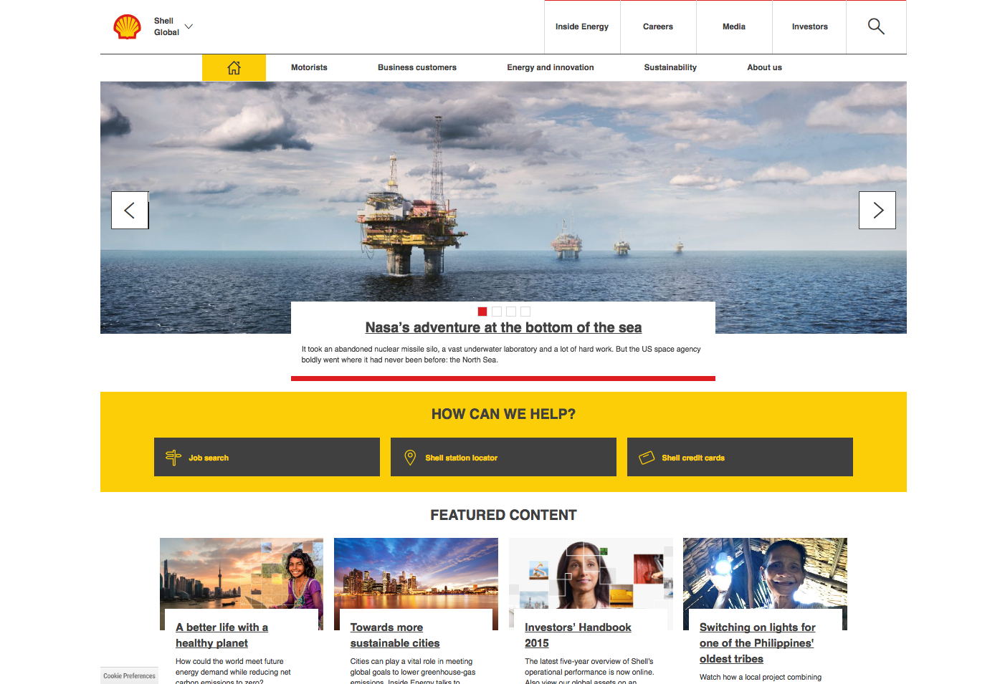 Shell
Global
Inside Energy
Careers
Media
Investors
Motorists
Business customers
Energy and innovation
Sustainability
About us
Nasa's adventure at the bottom of the sea
It took an abandoned nuclear missile silo, a vast underwater laboratory and a lot of hard work. But the US space agency
boldly went where it had never been before: the North Sea.
HOW CAN WE HELP?
Job search
Shell station locator
Shell credit cards
FEATURED CONTENT
A better life with a
healthy planet
How could the world meet future
energy demand while reducing net
carbon emissions to zero?
Towards more
sustainable cities
Cities can play a vital role in meeting
global goals to lower greenhouse-gas
emissions. Inside Energy talks to
Investors' Handbook
2015
The latest five-year overview of Shell's
operational performance is now online.
Also view our global assets on an
Switching on lights for
one of the Philippines'
oldest tribes
Watch how a local project combining
Cookie Preferences